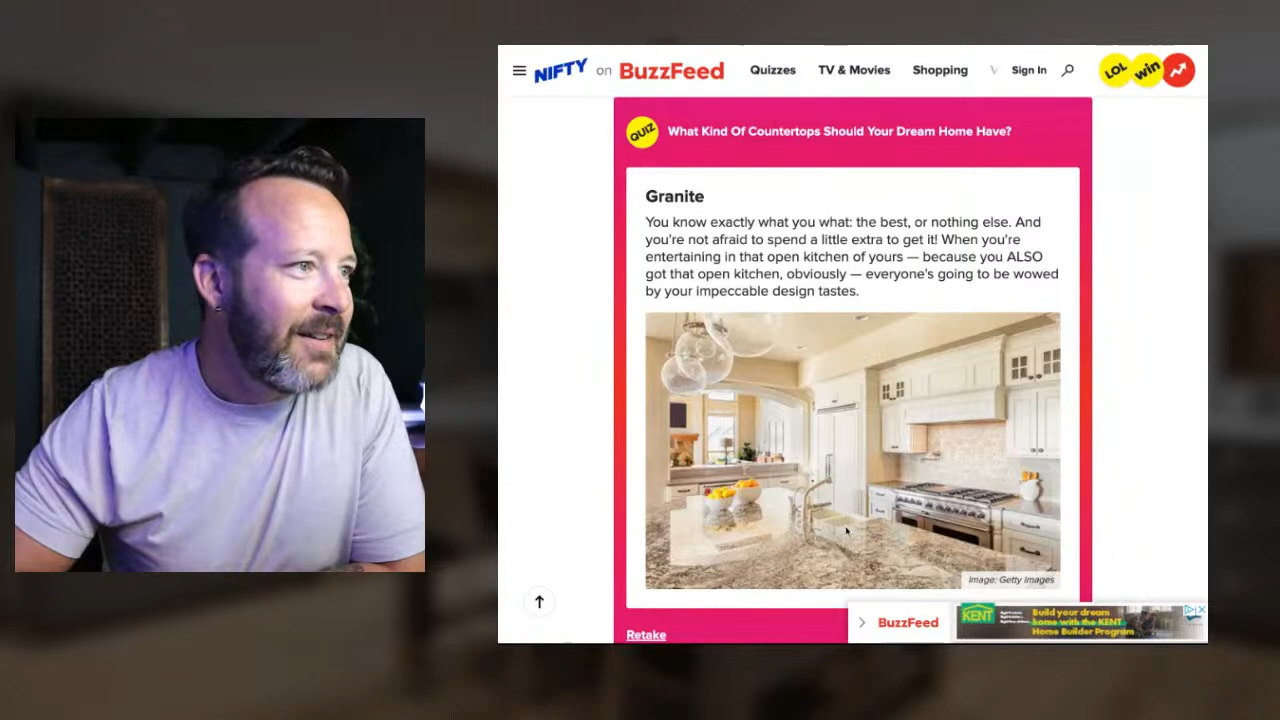 NIFTY on BuzzFeed Quizzes TV & Movies Shopping Sign In LOL win
QUIZ What Kind Of Countertops Should Your Dream Home Have?
Granite
You know exactly what you what: the best, or nothing else. And
you're not afraid to spend a little extra to get it! When you're
entertaining in that open kitchen of yours — because you ALSO
got that open kitchen, obviously — everyone's going to be wowed
by your impeccable design tastes.
Image: Getty Images
BuzzFeed
KENT
Build your dream
home with the KENT
Home Builder Program
Retake